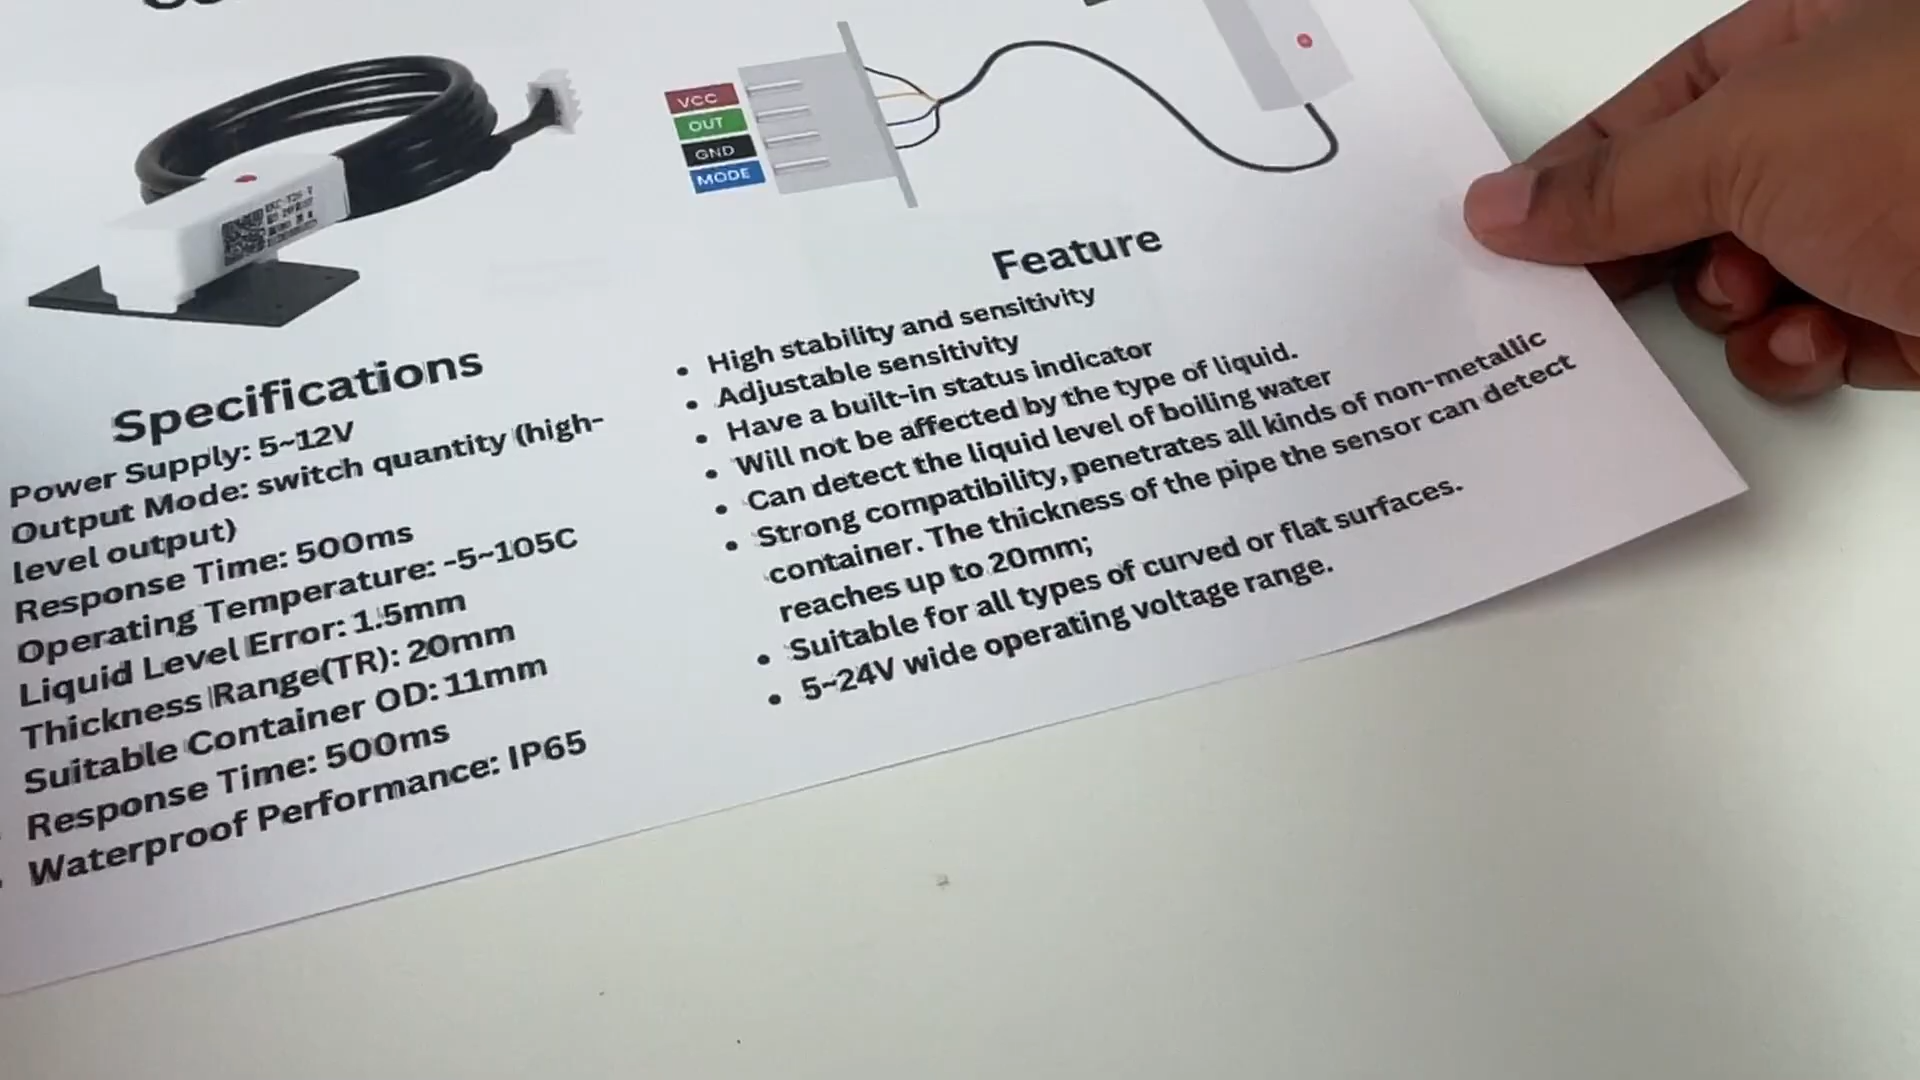 VCC
OUT
GND
MODE
Specifications
Power Supply: 5~12V
Output Mode: switch quantity (high-
level output)
Response Time: 500ms
Operating Temperature: -5~105C
Liquid Level Error: 1.5mm
Thickness Range(TR): 20mm
Suitable Container OD: 11mm
Response Time: 500ms
Waterproof Performance: IP65
Feature
• High stability and sensitivity
• Adjustable sensitivity
• Have a built-in status indicator
• Will not be affected by the type of liquid.
• Can detect the liquid level of boiling water
• Strong compatibility, penetrates all kinds of non-metallic
container. The thickness of the pipe the sensor can detect
reaches up to 20mm;
• Suitable for all types of curved or flat surfaces.
• 5~24V wide operating voltage range.